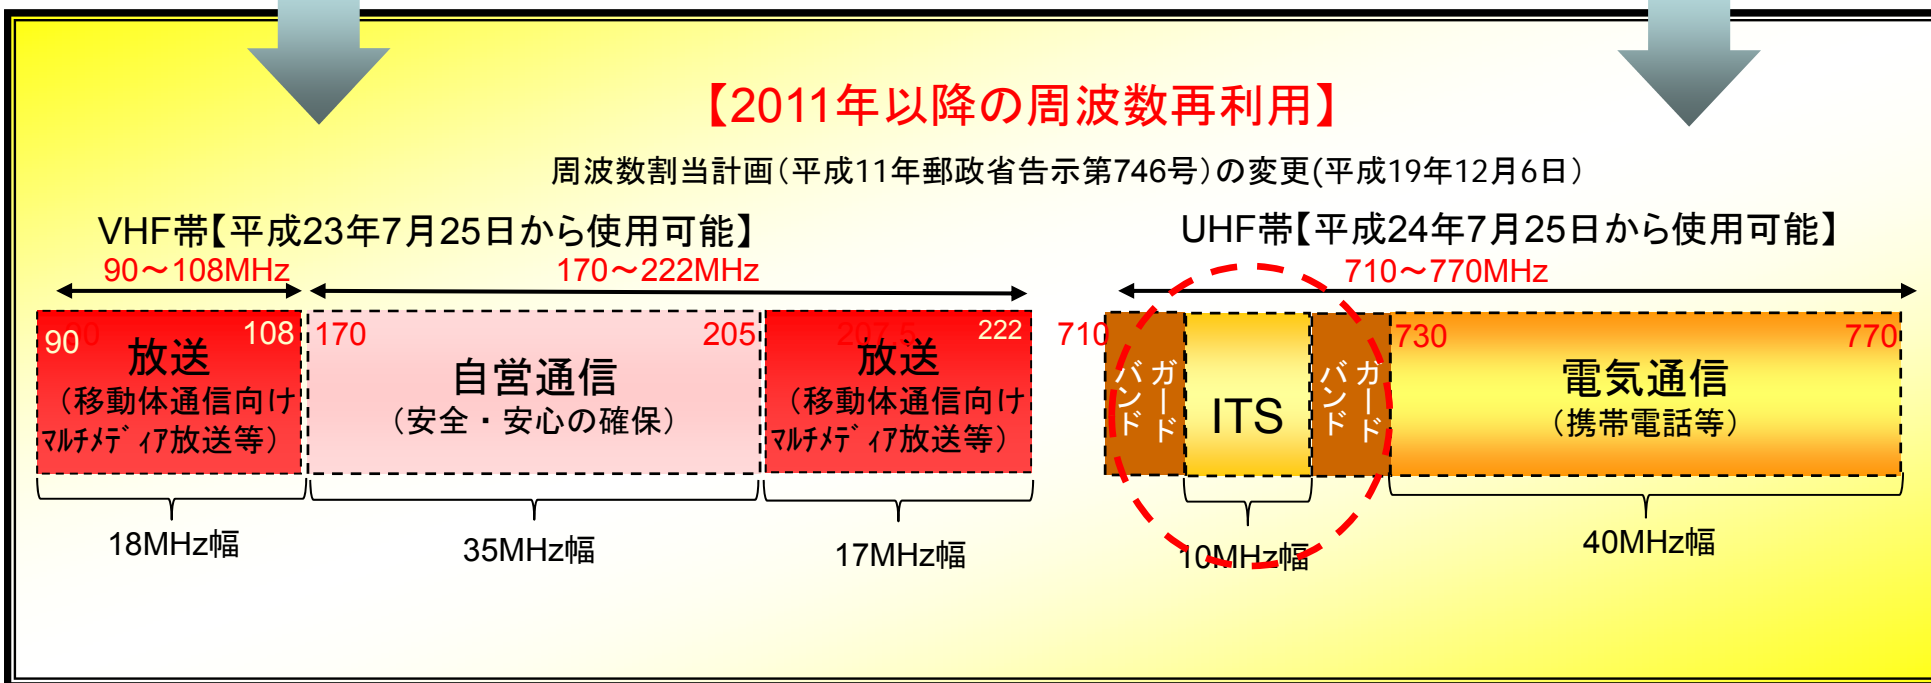 【2011年以降の周波数再利用】
周波数割当計画(平成11年郵政省告示第746号)の変更(平成19年12月6日)
VHF帯【平成23年7月25日から使用可能】
UHF帯【平成24年7月25日から使用可能】
90～108MHz
170～222MHz
710～770MHz
90
108
170
205
207.5
222
710
730
770
放送
(移動体通信向け
ﾏﾙﾁﾒﾃﾞｨｱ放送等)
自営通信
(安全・安心の確保)
放送
(移動体通信向け
ﾏﾙﾁﾒﾃﾞｨｱ放送等)
ガード
バンド
ITS
ガード
バンド
電気通信
(携帯電話等)
18MHz幅
35MHz幅
17MHz幅
10MHz幅
40MHz幅